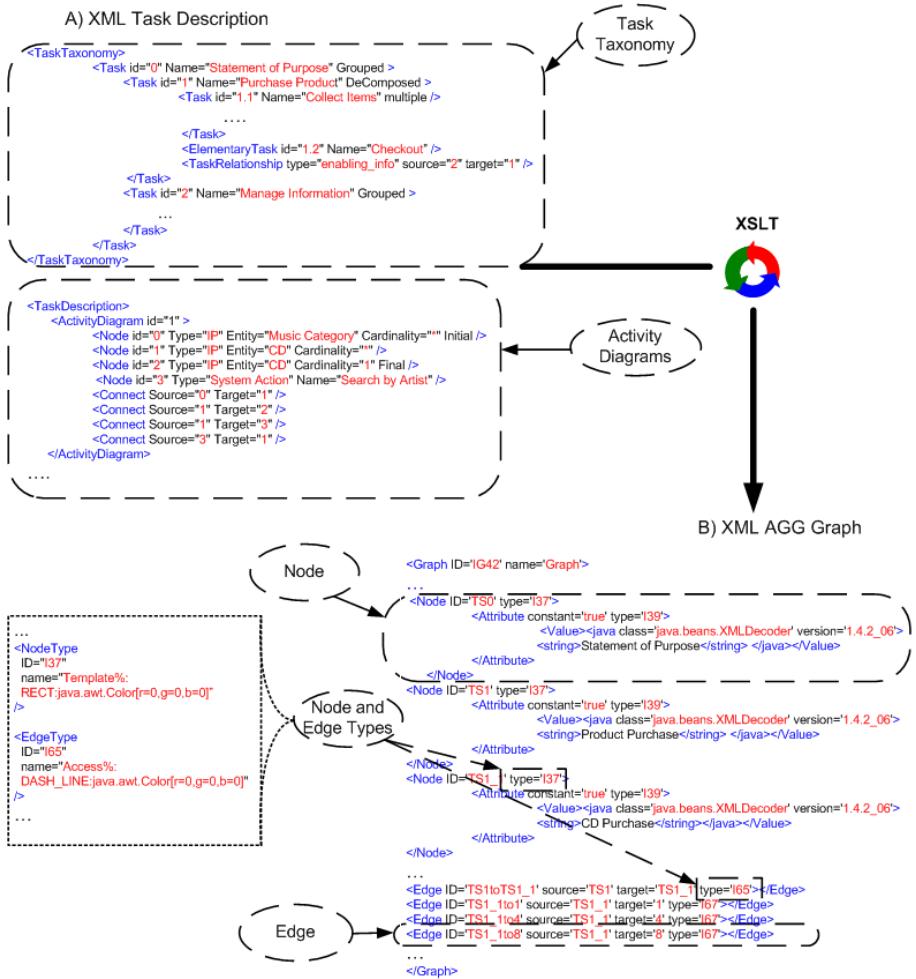 A) XML Task Description
Task
Taxonomy
<TaskTaxonomy>
<Task id="0" Name="Statement of Purpose" Grouped >
<Task id="1" Name="Purchase Product" DeComposed >
<Task id="1.1" Name="Collect Items" multiple />
....
</Task>
<ElementaryTask id="1.2" Name="Checkout" />
<TaskRelationship type="enabling_info" source="2" target="1" />
</Task>
<Task id="2" Name="Manage Information" Grouped >
...
</Task>
</Task>
</TaskTaxonomy>
XSLT
<TaskDescription>
<ActivityDiagram id="1" >
<Node id="0" Type="IP" Entity="Music Category" Cardinality="*" Initial />
<Node id="1" Type="IP" Entity="CD" Cardinality="*" />
<Node id="2" Type="IP" Entity="CD" Cardinality="1" Final />
<Node id="3" Type="System Action" Name="Search by Artist" />
<Connect Source="0" Target="1" />
<Connect Source="1" Target="2" />
<Connect Source="1" Target="3" />
<Connect Source="3" Target="1" />
</ActivityDiagram>
....
Activity
Diagrams
B) XML AGG Graph
Node
<Graph ID='IG42' name='Graph'>
...
<Node ID='TS0' type='I37'>
<Attribute constant='true' type='I39'>
<Value><java class='java.beans.XMLDecoder' version='1.4.2_06'>
<string>Statement of Purpose</string> </java></Value>
</Attribute>
</Node>
<Node ID='TS1' type='I37'>
<Attribute constant='true' type='I39'>
<Value><java class='java.beans.XMLDecoder' version='1.4.2_06'>
<string>Product Purchase</string> </java></Value>
</Attribute>
</Node>
<Node ID='TS1_1' type='I37'>
<Attribute constant='true' type='I39'>
<Value><java class='java.beans.XMLDecoder' version='1.4.2_06'>
<string>CD Purchase</string></java></Value>
</Attribute>
</Node>
...
<Edge ID='TS1toTS1_1' source='TS1' target='TS1_1' type='I65'></Edge>
<Edge ID='TS1_1to1' source='TS1_1' target='1' type='I67'></Edge>
<Edge ID='TS1_1to4' source='TS1_1' target='4' type='I67'></Edge>
<Edge ID='TS1_1to8' source='TS1_1' target='8' type='I67'></Edge>
...
</Graph>
...
<NodeType
ID="I37"
name="Template%:
RECT:java.awt.Color[r=0,g=0,b=0]"
/>
<EdgeType
ID="I65"
name="Access%:
DASH_LINE:java.awt.Color[r=0,g=0,b=0]"
/>
...
Node and
Edge Types
Edge